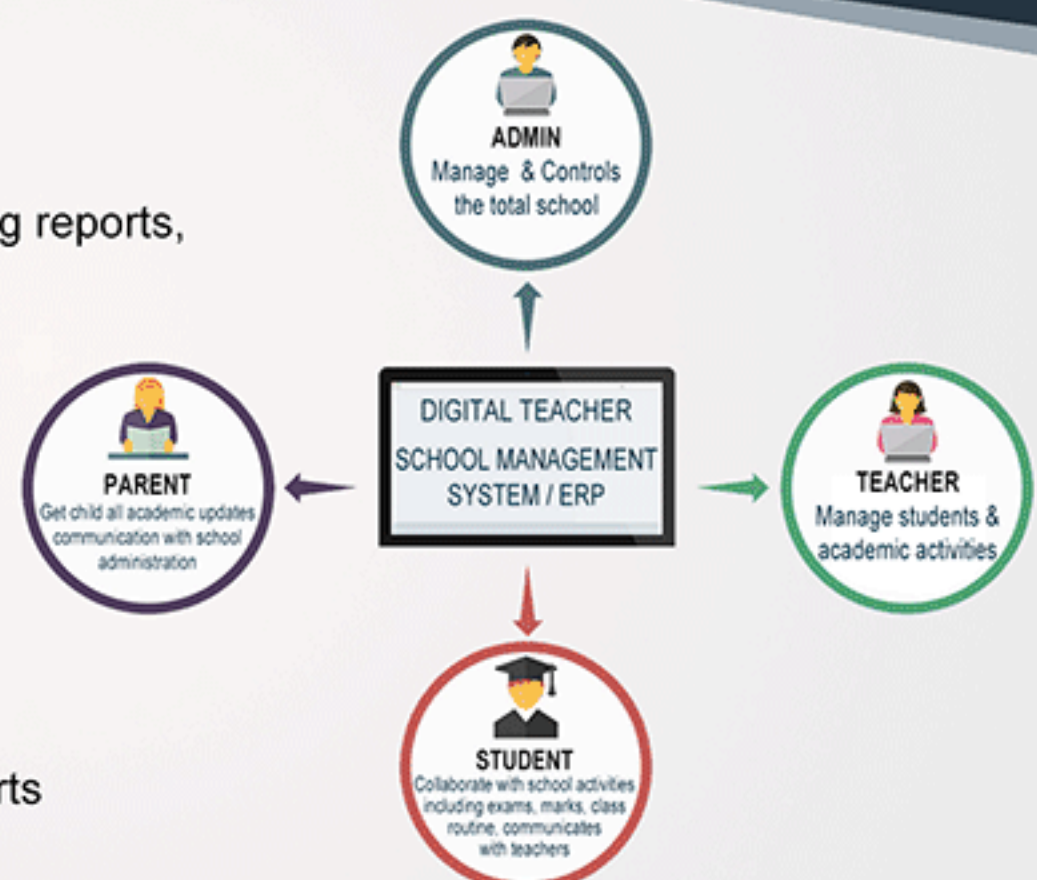 g reports,
rts
ADMIN
Manage & Controls
the total school
DIGITAL TEACHER
SCHOOL MANAGEMENT
SYSTEM / ERP
PARENT
Get child all academic updates
communication with school
administration
TEACHER
Manage students &
academic activities
STUDENT
Collaborate with school activities
including exams, marks, class
routine, communicates
with teachers